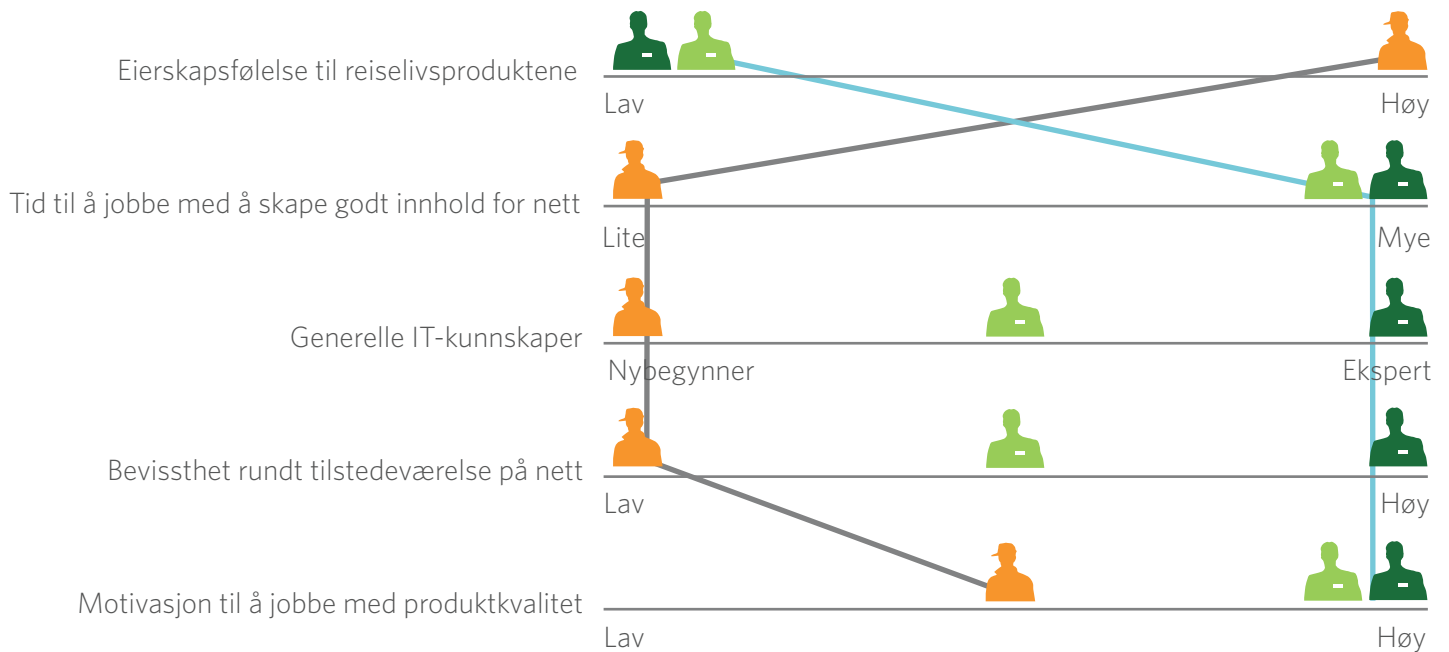 Eierskapsfølelse til reiselivsproduktene
Lav Høy
Tid til å jobbe med å skape godt innhold for nett
Lite Mye
Generelle IT-kunnskaper
Nybegynner Ekspert
Bevissthet rundt tilstedeværelse på nett
Lav Høy
Motivasjon til å jobbe med produktkvalitet
Lav Høy